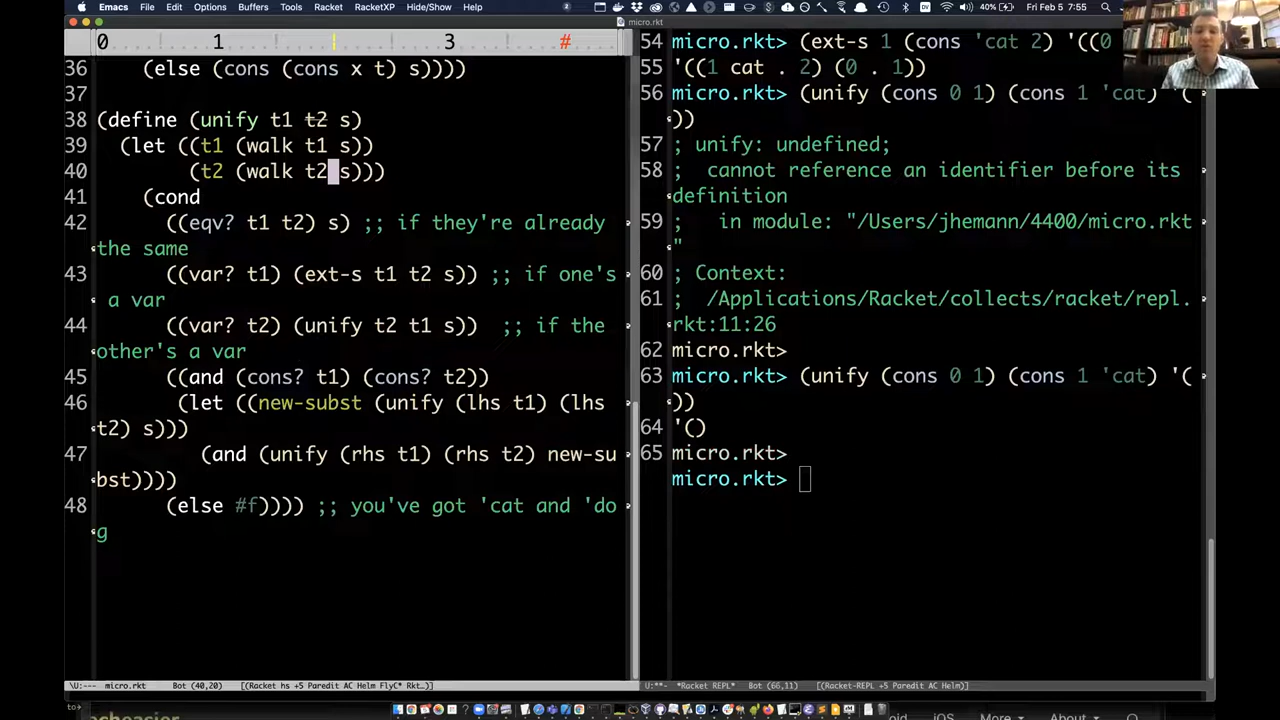 Emacs File Edit Options Buffers Tools Racket RacketXP Hide/Show Help 40% Fri Feb 5 7:55
micro.rkt
0 1 3 #
36 (else (cons (cons x t) s))))
37
38 (define (unify t1 t2 s)
39 (let ((t1 (walk t1 s))
40 (t2 (walk t2 s)))
41 (cond
42 ((eqv? t1 t2) s) ;; if they're already
the same
43 ((var? t1) (ext-s t1 t2 s)) ;; if one's
a var
44 ((var? t2) (unify t2 t1 s)) ;; if the
other's a var
45 ((and (cons? t1) (cons? t2))
46 (let ((new-subst (unify (lhs t1) (lhs
t2) s)))
47 (and (unify (rhs t1) (rhs t2) new-su
bst))))
48 (else #f)))) ;; you've got 'cat and 'do
g
\U:--- micro.rkt Bot (40,20) [(Racket hs +5 Paredit AC Helm FlyC* Rkt…]
54 micro.rkt> (ext-s 1 (cons 'cat 2) '((0
55 '((1 cat . 2) (0 . 1))
56 micro.rkt> (unify (cons 0 1) (cons 1 'cat) '(
))
57 ; unify: undefined;
58 ; cannot reference an identifier before its
definition
59 ; in module: "/Users/jhemann/4400/micro.rkt
"
60 ; Context:
61 ; /Applications/Racket/collects/racket/repl.
rkt:11:26
62 micro.rkt>
63 micro.rkt> (unify (cons 0 1) (cons 1 'cat) '(
))
64 '()
65 micro.rkt>
micro.rkt>
U:**- *Racket REPL* Bot (66,11) [(Racket-REPL +5 Paredit AC Helm)]
echeasier
iOS More About